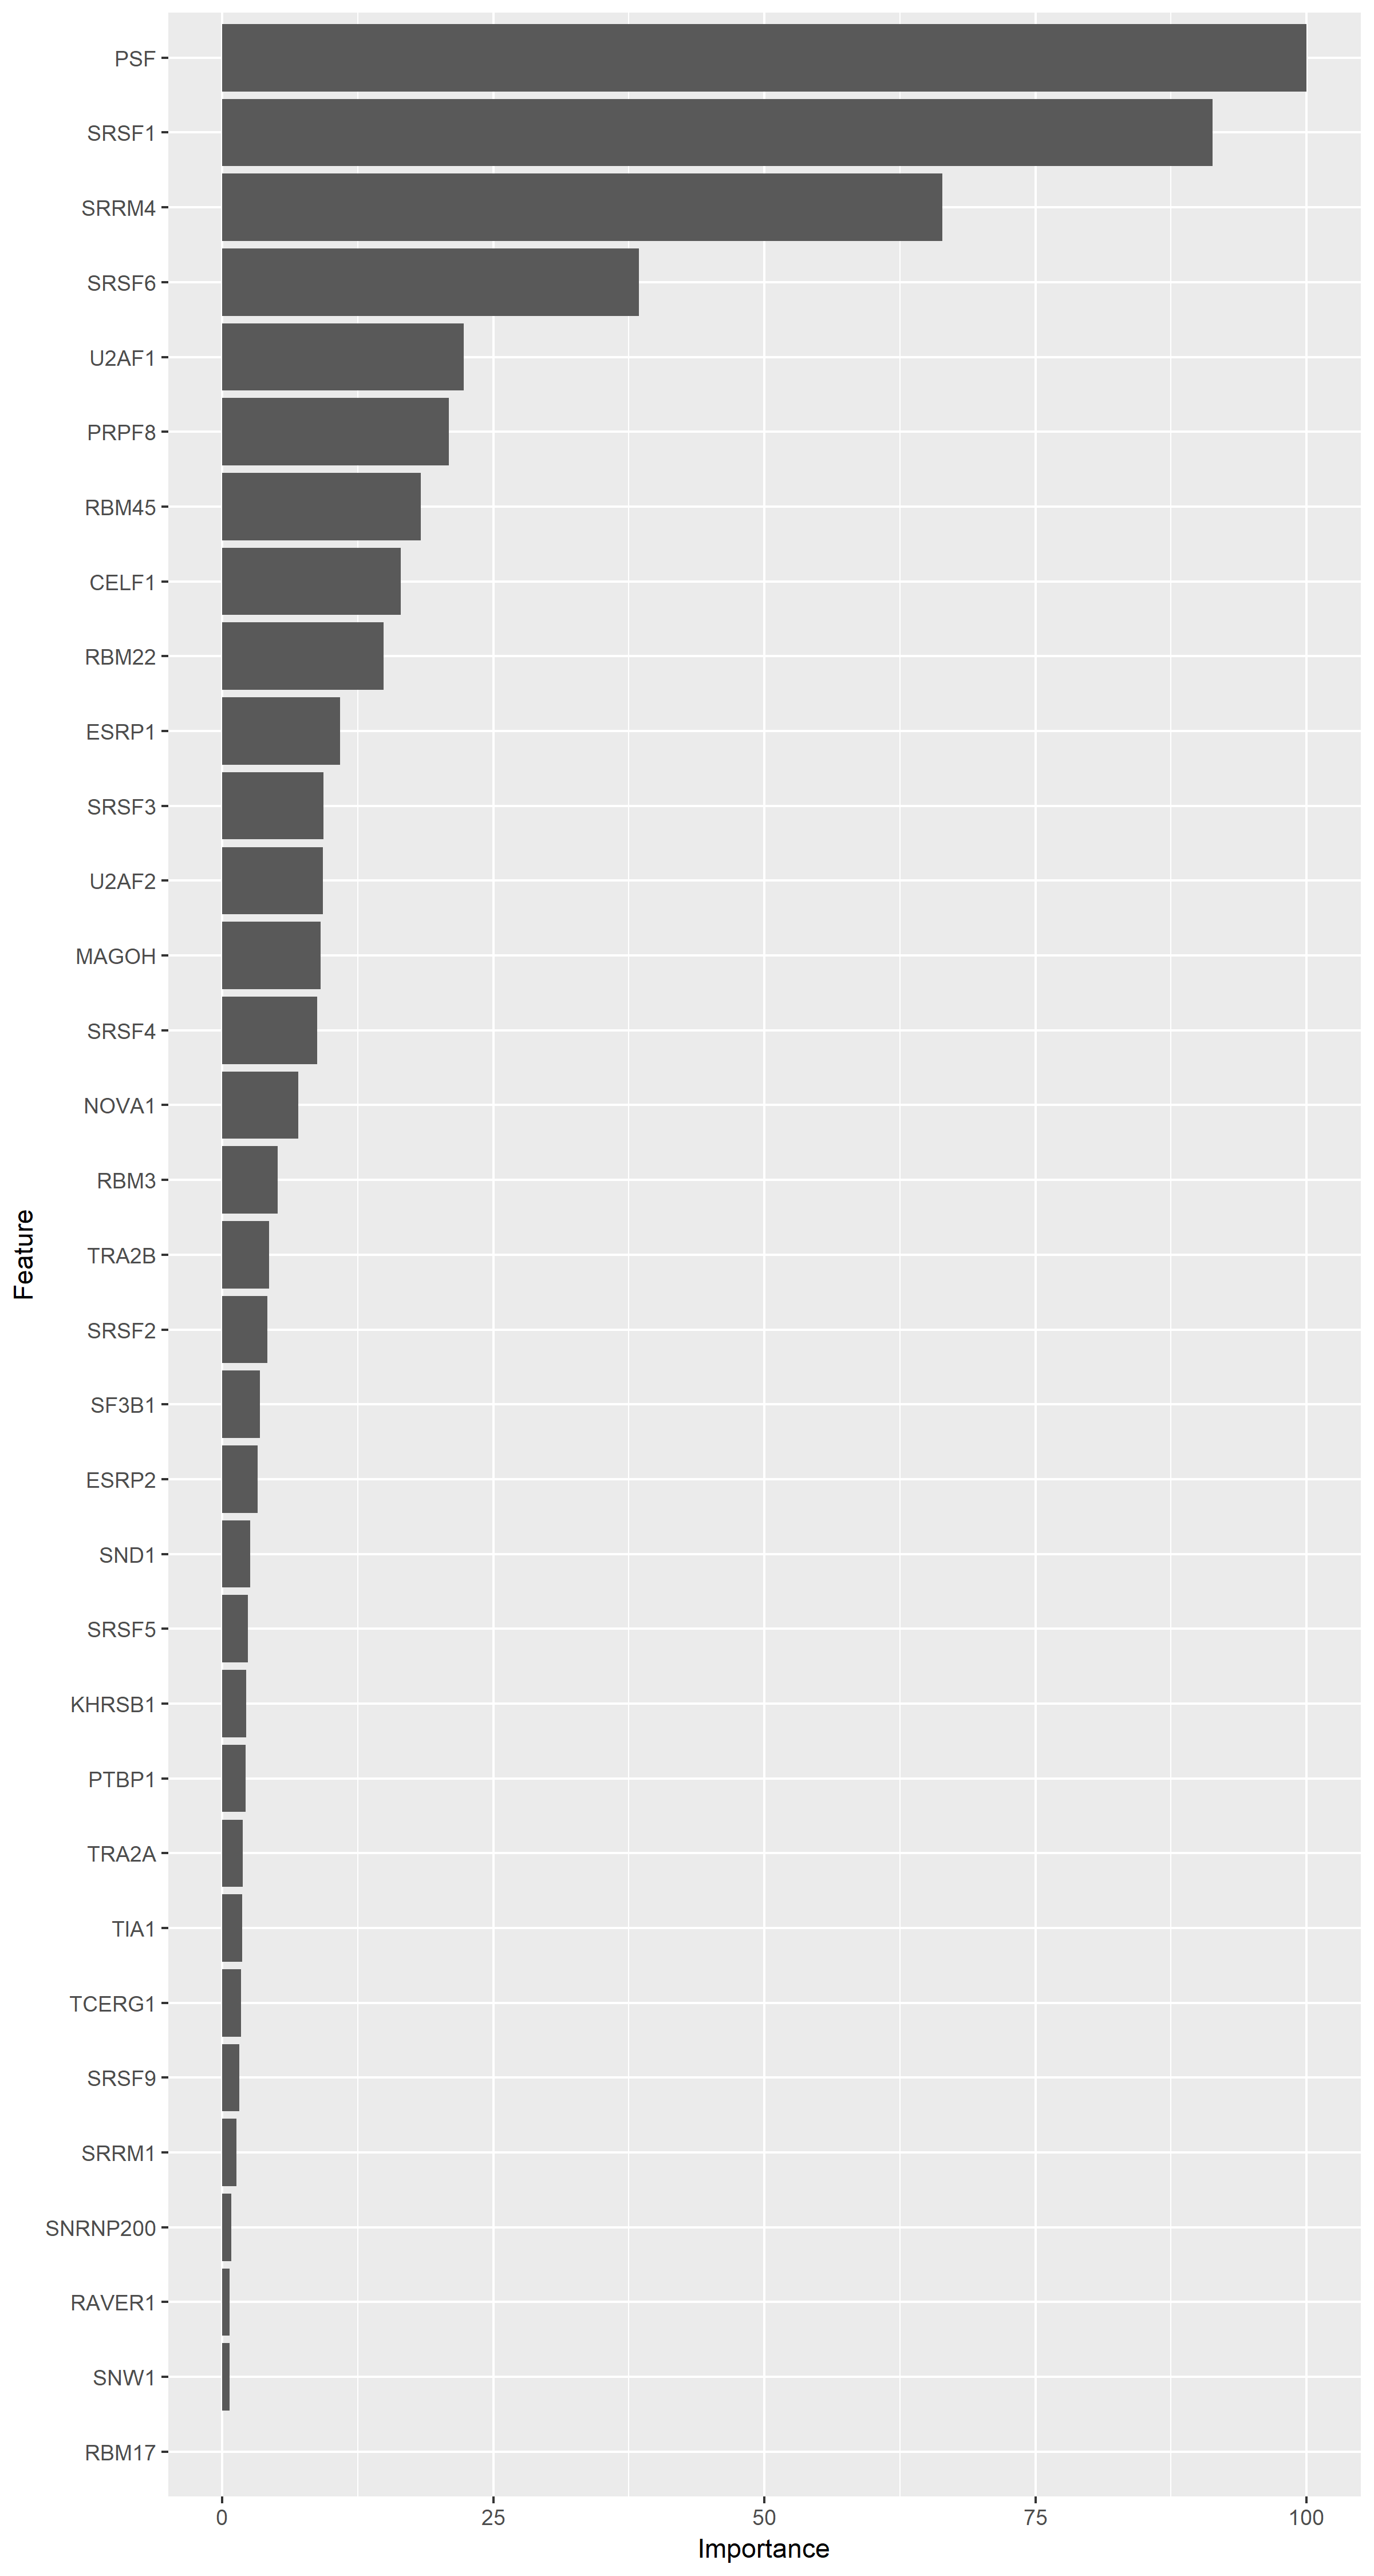 PSF
SRSF1
SRRM4
SRSF6
U2AF1
PRPF8
RBM45
CELF1
RBM22
ESRP1
SRSF3
U2AF2
MAGOH
SRSF4
NOVA1
RBM3
TRA2B
SRSF2
SF3B1
ESRP2
SND1
SRSF5
KHRSB1
PTBP1
TRA2A
TIA1
TCERG1
SRSF9
SRRM1
SNRNP200
RAVER1
SNW1
RBM17
Feature
0 25 50 75 100
Importance